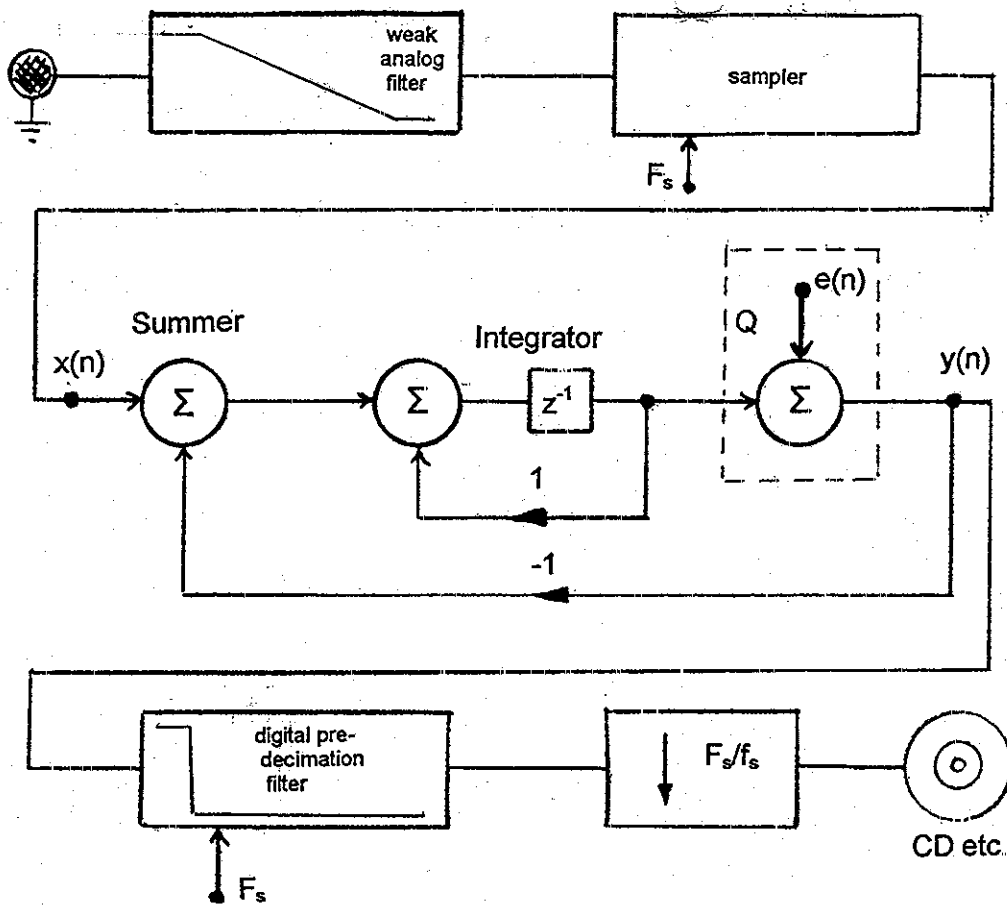 weak
analog
filter
sampler
Fₛ
Summer
Integrator
x(n)
Σ
Σ
z⁻¹
Q
e(n)
Σ
y(n)
1
-1
digital pre-
decimation
filter
Fₛ
Fₛ/fₛ
CD etc.